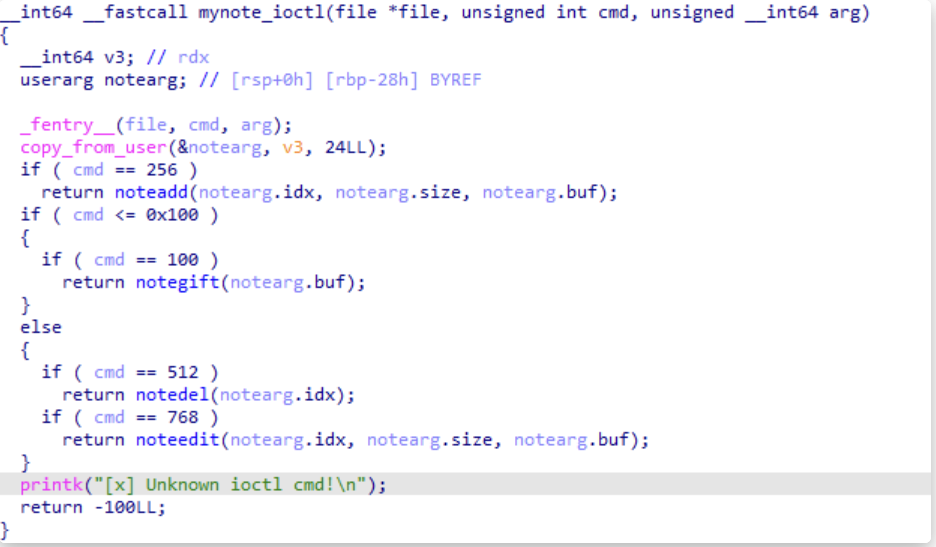 __int64 __fastcall mynote_ioctl(file *file, unsigned int cmd, unsigned __int64 arg)
{
  __int64 v3; // rdx
  userarg notearg; // [rsp+0h] [rbp-28h] BYREF

  _fentry__(file, cmd, arg);
  copy_from_user(&notearg, v3, 24LL);
  if ( cmd == 256 )
    return noteadd(notearg.idx, notearg.size, notearg.buf);
  if ( cmd <= 0x100 )
  {
    if ( cmd == 100 )
      return notegift(notearg.buf);
  }
  else
  {
    if ( cmd == 512 )
      return notedel(notearg.idx);
    if ( cmd == 768 )
      return noteedit(notearg.idx, notearg.size, notearg.buf);
  }
  printk("[x] Unknown ioctl cmd!\n");
  return -100LL;
}